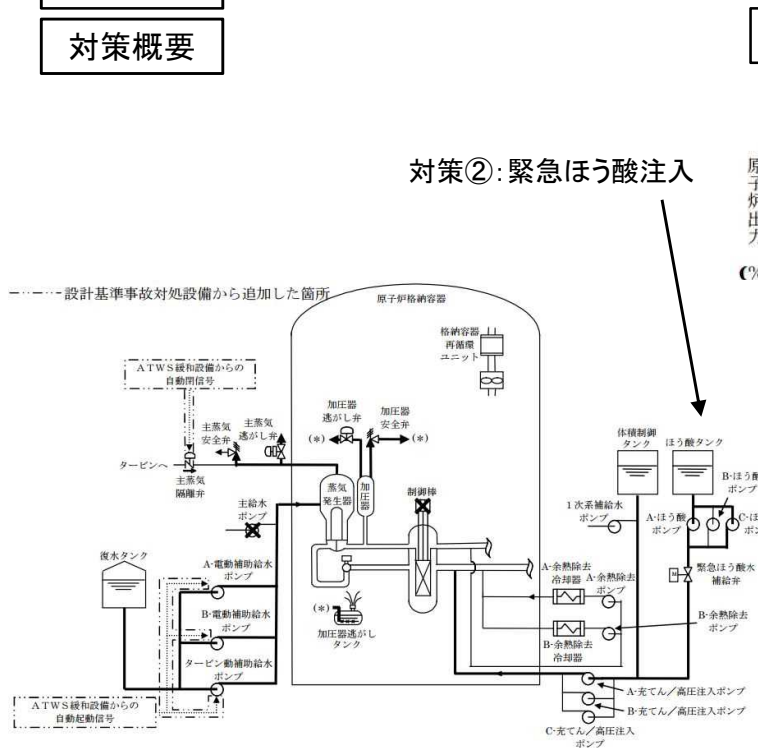 対策概要
対策②:緊急ほう酸注入
原
子
炉
出
力
(%
設計基準事故対処設備から追加した箇所
原子炉格納容器
格納容器
再循環
ユニット
ATWS緩和設備からの
自動閉信号
主蒸気
安全弁
主蒸気
逃がし弁
加圧器
逃がし弁
加圧器
安全弁
(*)
(*)
タービンへ
主蒸気
隔離弁
蒸気
発生器
加
圧
器
制御棒
主給水
ポンプ
体積制御
タンク
ほう酸タンク
B-ほう酸
ポンプ
1次系補給水
ポンプ
A-ほう酸
ポンプ
C-ほ
ポン
緊急ほう酸水
補給弁
M
復水タンク
A-電動補助給水
ポンプ
B-電動補助給水
ポンプ
タービン動補助給水
ポンプ
(*)
加圧器逃がし
タンク
A-余熱除去
冷却器
A-余熱除去
ポンプ
B-余熱除去
冷却器
B-余熱除去
ポンプ
A-充てん/高圧注入ポンプ
B-充てん/高圧注入ポンプ
C-充てん/高圧注入
ポンプ
ATWS緩和設備からの
自動起動信号